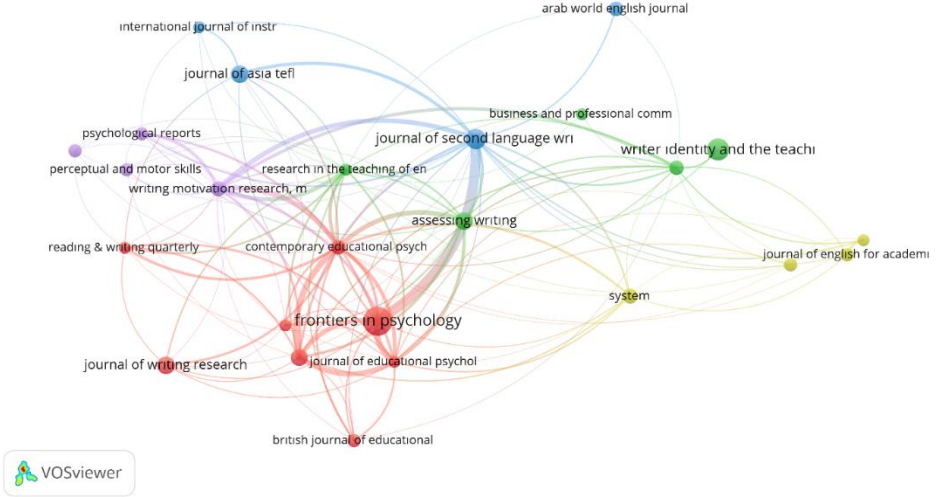 arab world english journal
international journal of instr
journal of asia tefl
business and professional comm
psychological reports
journal of second language wri
writer identity and the teachi
perceptual and motor skills
research in the teaching of en
writing motivation research, m
assessing writing
reading & writing quarterly
contemporary educational psych
journal of english for academi
system
frontiers in psychology
journal of writing research
journal of educational psychol
british journal of educational
VOSviewer